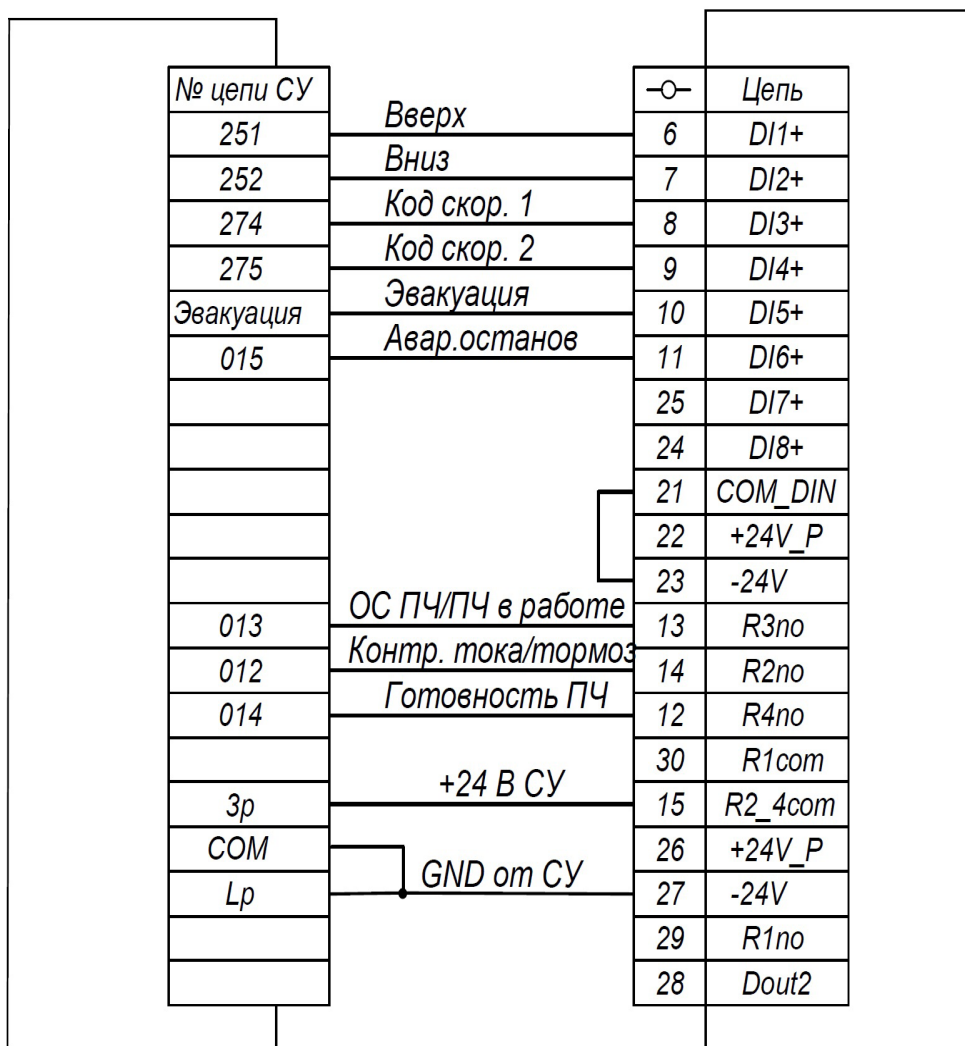 № цепи СУ Цепь
251 Вверх 6 DI1+
252 Вниз 7 DI2+
274 Код скор. 1 8 DI3+
275 Код скор. 2 9 DI4+
Эвакуация Эвакуация 10 DI5+
015 Авар.останов 11 DI6+
25 DI7+
24 DI8+
21 COM_DIN
22 +24V_P
23 -24V
013 ОС ПЧ/ПЧ в работе 13 R3no
012 Контр. тока/тормоз 14 R2no
014 Готовность ПЧ 12 R4no
30 R1com
3р +24 В СУ 15 R2_4com
COM 26 +24V_P
Lp GND от СУ 27 -24V
29 R1no
28 Dout2